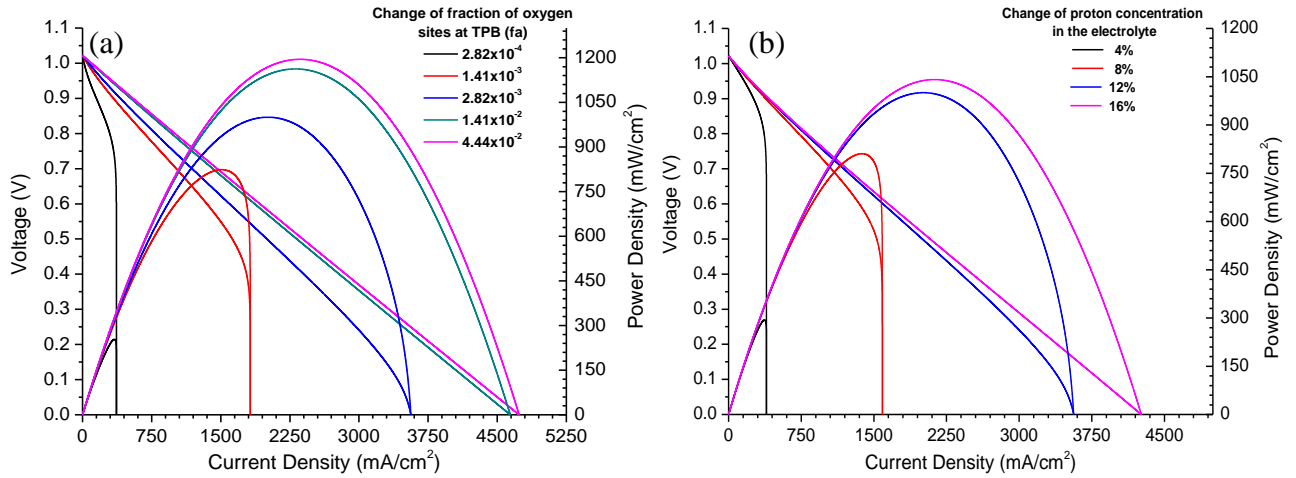 (a)
Change of fraction of oxygen
sites at TPB (fa)
2.82x10⁻⁴
1.41x10⁻³
2.82x10⁻³
1.41x10⁻²
4.44x10⁻²
1.1
1.0
0.9
0.8
0.7
0.6
0.5
0.4
0.3
0.2
0.1
0.0
Voltage (V)
1200
1050
900
750
600
450
300
150
0
Power Density (mW/cm²)
0 750 1500 2250 3000 3750 4500 5250
Current Density (mA/cm²)
(b)
Change of proton concentration
in the electrolyte
4%
8%
12%
16%
1.1
1.0
0.9
0.8
0.7
0.6
0.5
0.4
0.3
0.2
0.1
0.0
Voltage (V)
1200
1050
900
750
600
450
300
150
0
Power Density (mW/cm²)
0 750 1500 2250 3000 3750 4500
Current Density (mA/cm²)